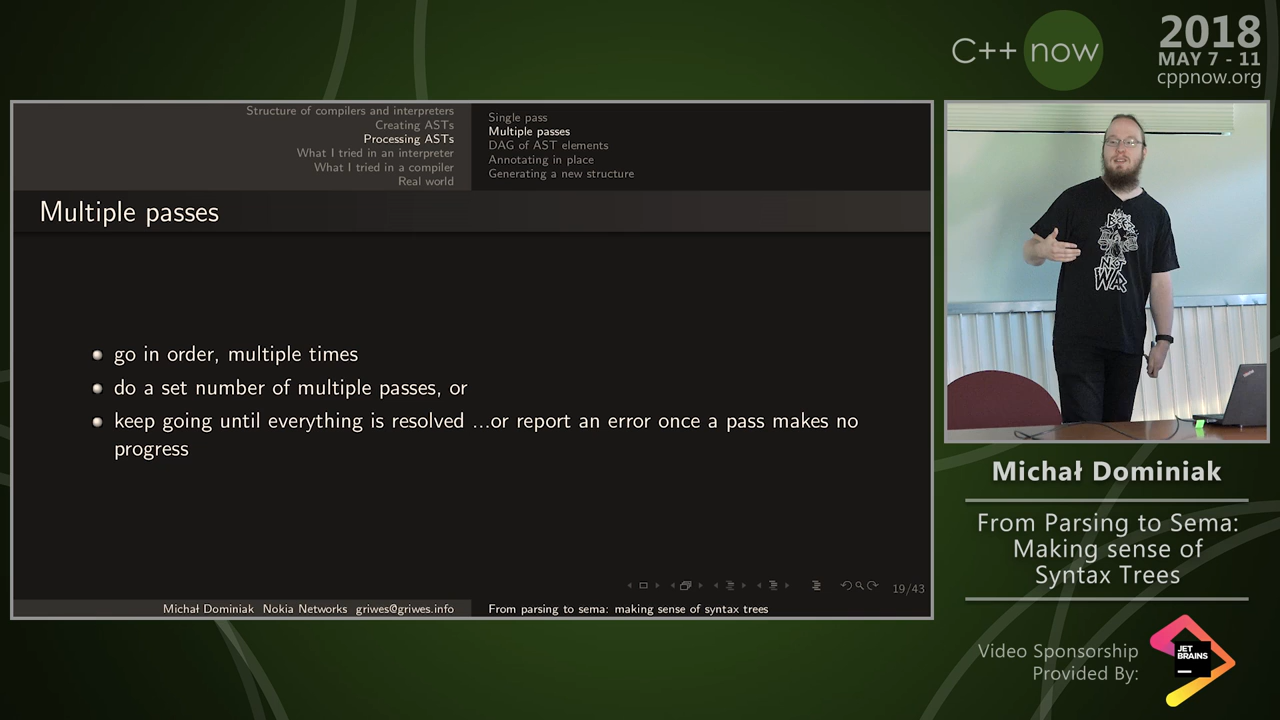 C++ now
2018
MAY 7 - 11
cppnow.org
Structure of compilers and interpreters
Creating ASTs
Processing ASTs
What I tried in an interpreter
What I tried in a compiler
Real world
Single pass
Multiple passes
DAG of AST elements
Annotating in place
Generating a new structure
Multiple passes
go in order, multiple times
do a set number of multiple passes, or
keep going until everything is resolved ...or report an error once a pass makes no
progress
19/43
Michał Dominiak Nokia Networks griwes@griwes.info
From parsing to sema: making sense of syntax trees
NOT
WAR
Michał Dominiak
From Parsing to Sema:
Making sense of
Syntax Trees
Video Sponsorship
Provided By:
JET
BRAINS